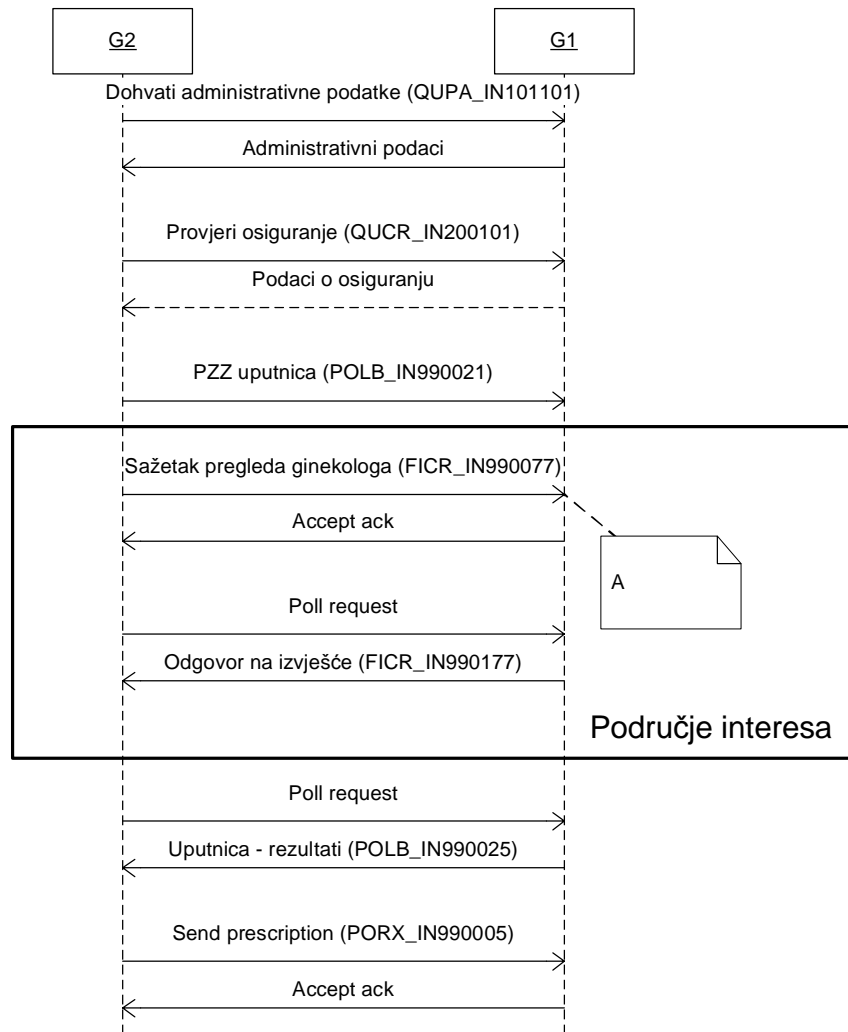 G2
G1
Dohvati administrativne podatke (QUPA_IN101101)
Administrativni podaci
Provjeri osiguranje (QUCR_IN200101)
Podaci o osiguranju
PZZ uputnica (POLB_IN990021)
Sažetak pregleda ginekologa (FICR_IN990077)
Accept ack
A
Poll request
Odgovor na izvješće (FICR_IN990177)
Područje interesa
Poll request
Uputnica - rezultati (POLB_IN990025)
Send prescription (PORX_IN990005)
Accept ack